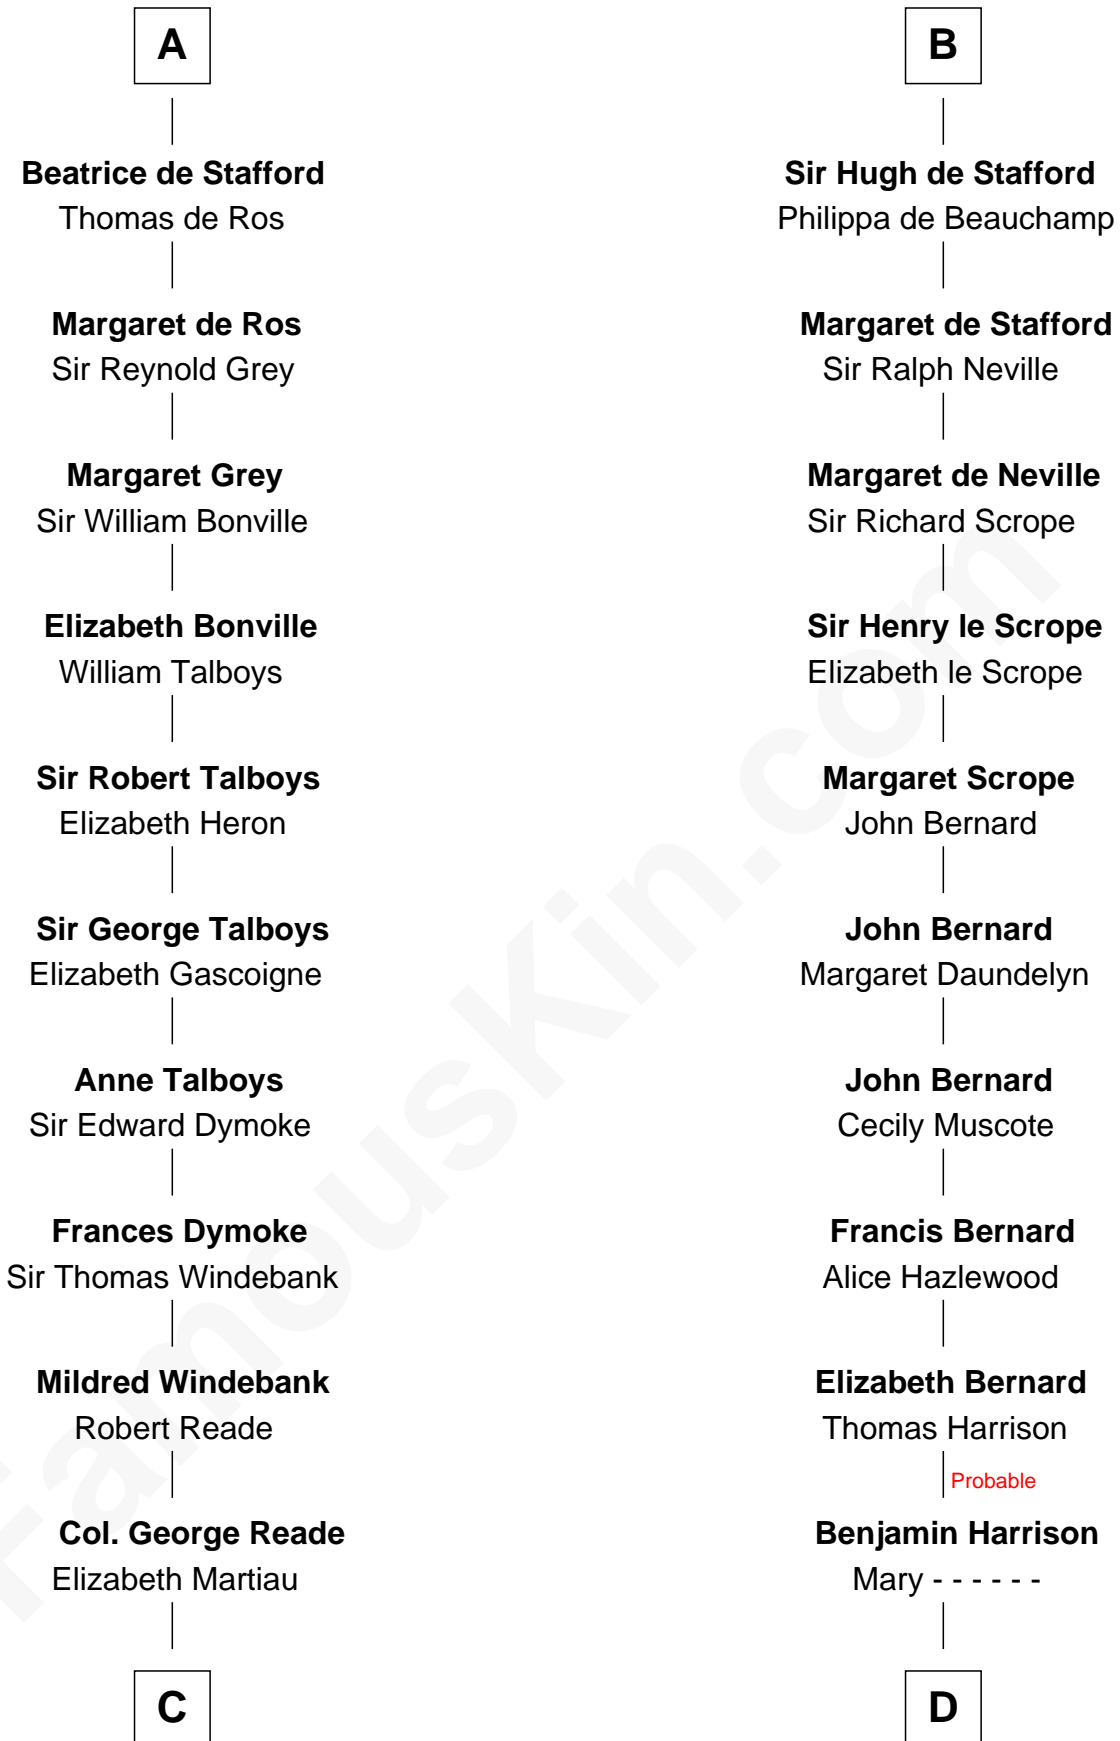 A
Beatrice de Stafford
Thomas de Ros
Margaret de Ros
Sir Reynold Grey
Margaret Grey
Sir William Bonville
Elizabeth Bonville
William Talboys
Sir Robert Talboys
Elizabeth Heron
Sir George Talboys
Elizabeth Gascoigne
Anne Talboys
Sir Edward Dymoke
Frances Dymoke
Sir Thomas Windebank
Mildred Windebank
Robert Reade
Col. George Reade
Elizabeth Martiau
C
B
Sir Hugh de Stafford
Philippa de Beauchamp
Margaret de Stafford
Sir Ralph Neville
Margaret de Neville
Sir Richard Scrope
Sir Henry le Scrope
Elizabeth le Scrope
Margaret Scrope
John Bernard
John Bernard
Margaret Daundelyn
John Bernard
Cecily Muscote
Francis Bernard
Alice Hazlewood
Elizabeth Bernard
Thomas Harrison
Probable
Benjamin Harrison
Mary - - - - - -
D
FamousKin.com